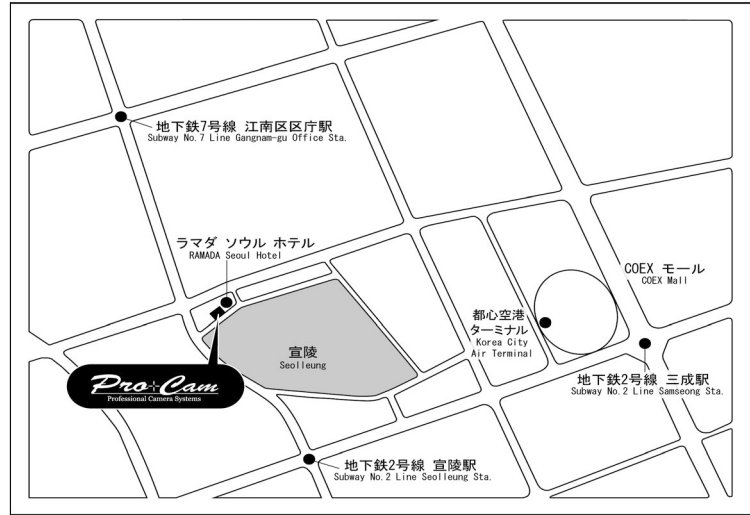 地下鉄7号線 江南区区庁駅
Subway No.7 Line Gangnam-gu Office Sta.
ラマダ ソウル ホテル
RAMADA Seoul Hotel
COEX モール
COEX Mall
都心空港
ターミナル
Korea City
Air Terminal
宣陵
Seolleung
Pro+Cam
Professional Camera Systems
地下鉄2号線 三成駅
Subway No.2 Line Samseong Sta.
地下鉄2号線 宣陵駅
Subway No.2 Line Seolleung Sta.